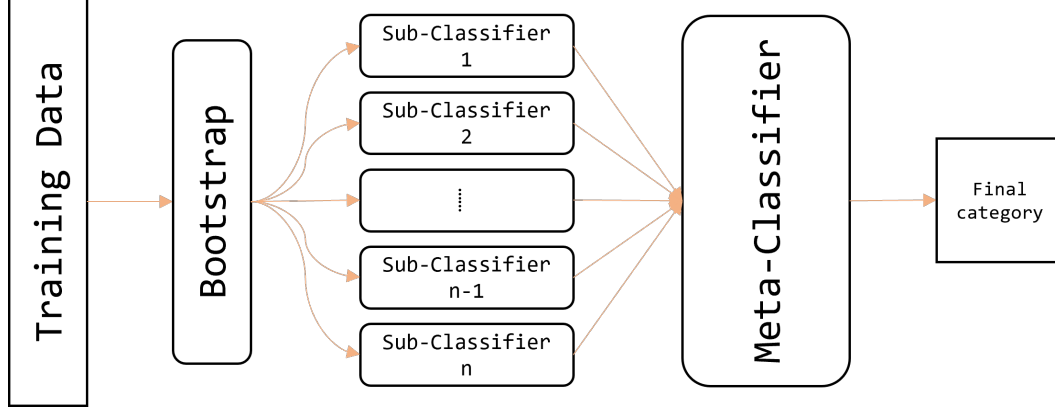 Training Data
Bootstrap
Sub-Classifier
1
Sub-Classifier
2
......
Sub-Classifier
n-1
Sub-Classifier
n
Meta-Classifier
Final
category